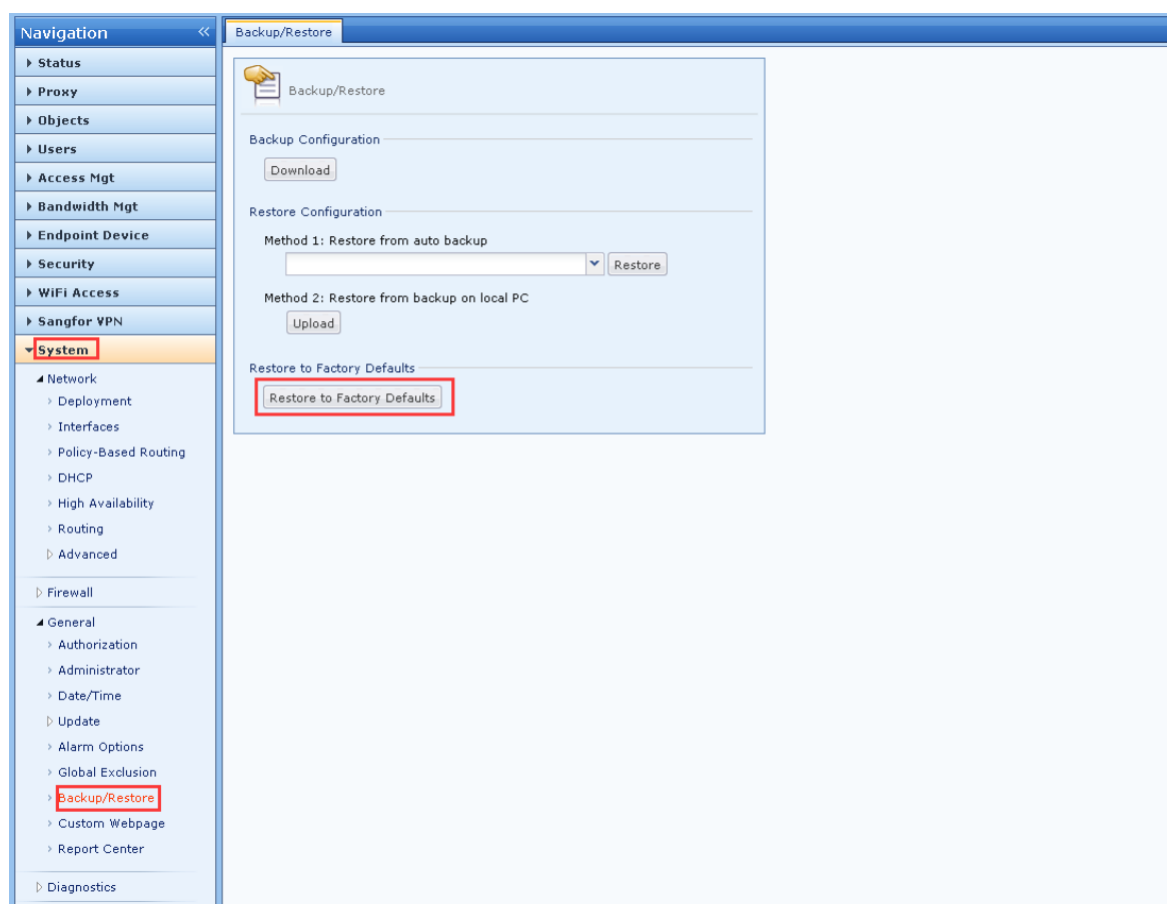 Navigation
Status
Proxy
Objects
Users
Access Mgt
Bandwidth Mgt
Endpoint Device
Security
WiFi Access
Sangfor VPN
System
Network
Deployment
Interfaces
Policy-Based Routing
DHCP
High Availability
Routing
Advanced
Firewall
General
Authorization
Administrator
Date/Time
Update
Alarm Options
Global Exclusion
Backup/Restore
Custom Webpage
Report Center
Diagnostics
Backup/Restore
Backup/Restore
Backup Configuration
Download
Restore Configuration
Method 1: Restore from auto backup
Restore
Method 2: Restore from backup on local PC
Upload
Restore to Factory Defaults
Restore to Factory Defaults